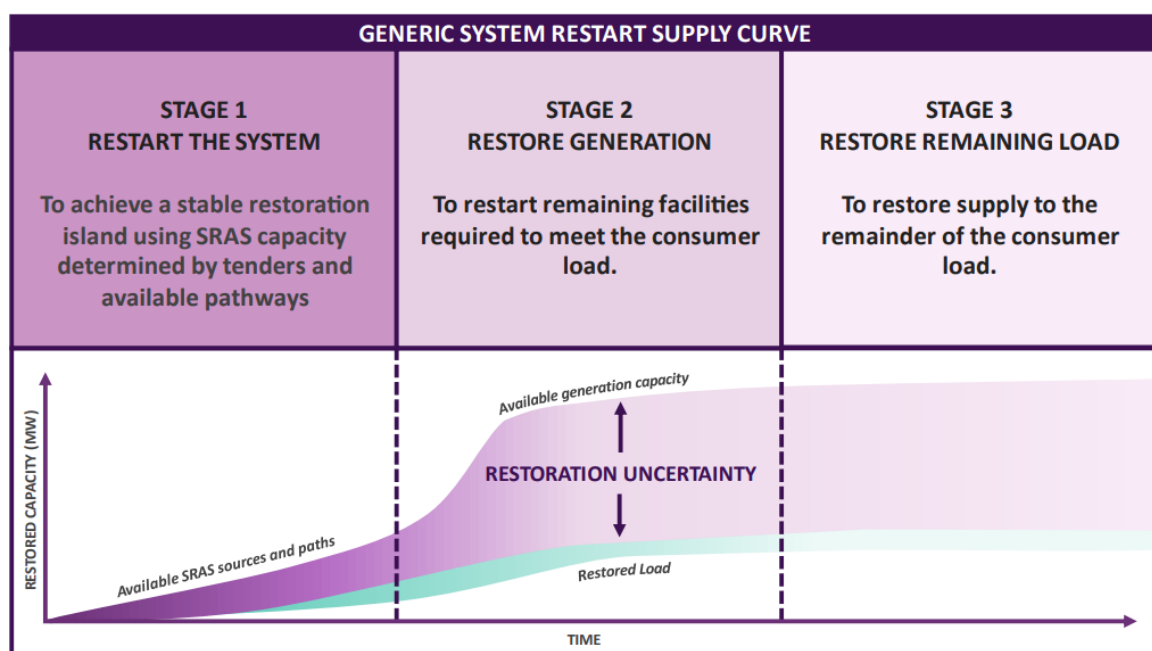 GENERIC SYSTEM RESTART SUPPLY CURVE
STAGE 1
RESTART THE SYSTEM
To achieve a stable restoration
island using SRAS capacity
determined by tenders and
available pathways
STAGE 2
RESTORE GENERATION
To restart remaining facilities
required to meet the consumer
load.
STAGE 3
RESTORE REMAINING LOAD
To restore supply to the
remainder of the consumer
load.
RESTORED CAPACITY (MW)
Available generation capacity
RESTORATION UNCERTAINTY
Available SRAS sources and paths
Restored Load
TIME